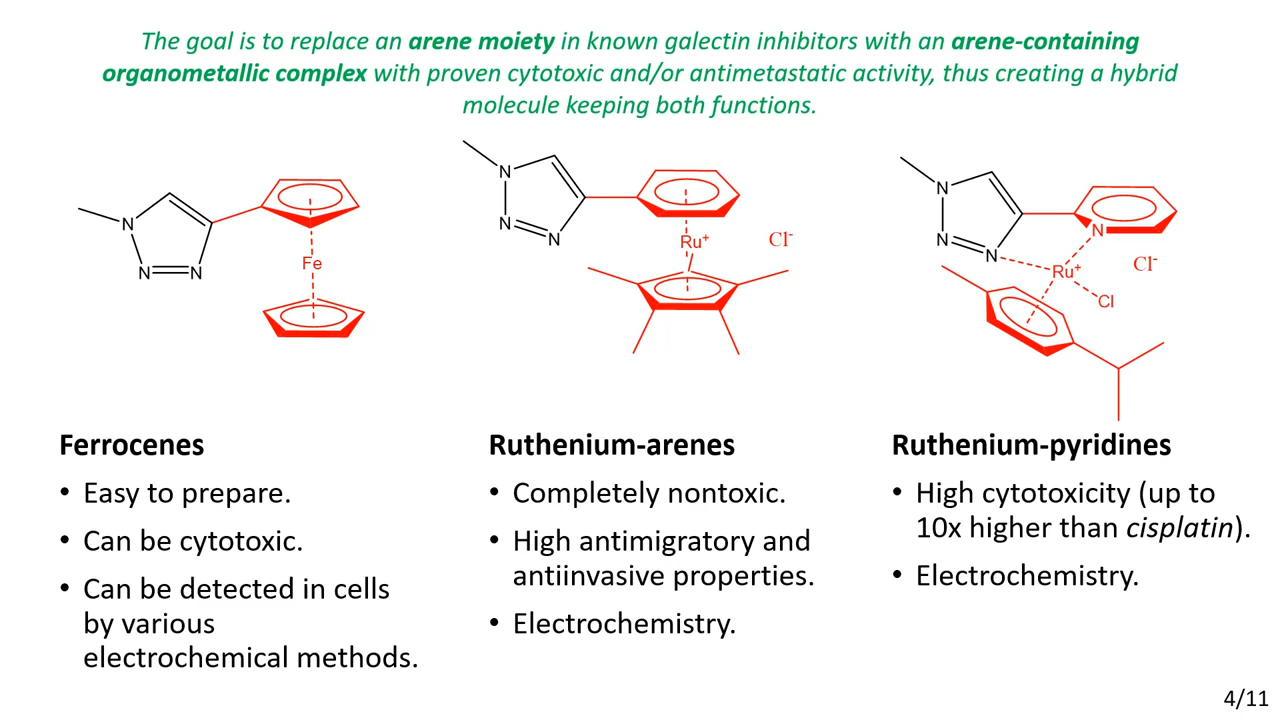 The goal is to replace an arene moiety in known galectin inhibitors with an arene-containing
organometallic complex with proven cytotoxic and/or antimetastatic activity, thus creating a hybrid
molecule keeping both functions.
N
N
N
Fe
N
N
N
Ru⁺
Cl⁻
N
N
N
N
Ru⁺
Cl
Cl⁻
Ferrocenes
• Easy to prepare.
• Can be cytotoxic.
• Can be detected in cells
by various
electrochemical methods.
Ruthenium-arenes
• Completely nontoxic.
• High antimigratory and
antiinvasive properties.
• Electrochemistry.
Ruthenium-pyridines
• High cytotoxicity (up to
10x higher than cisplatin).
• Electrochemistry.
4/11